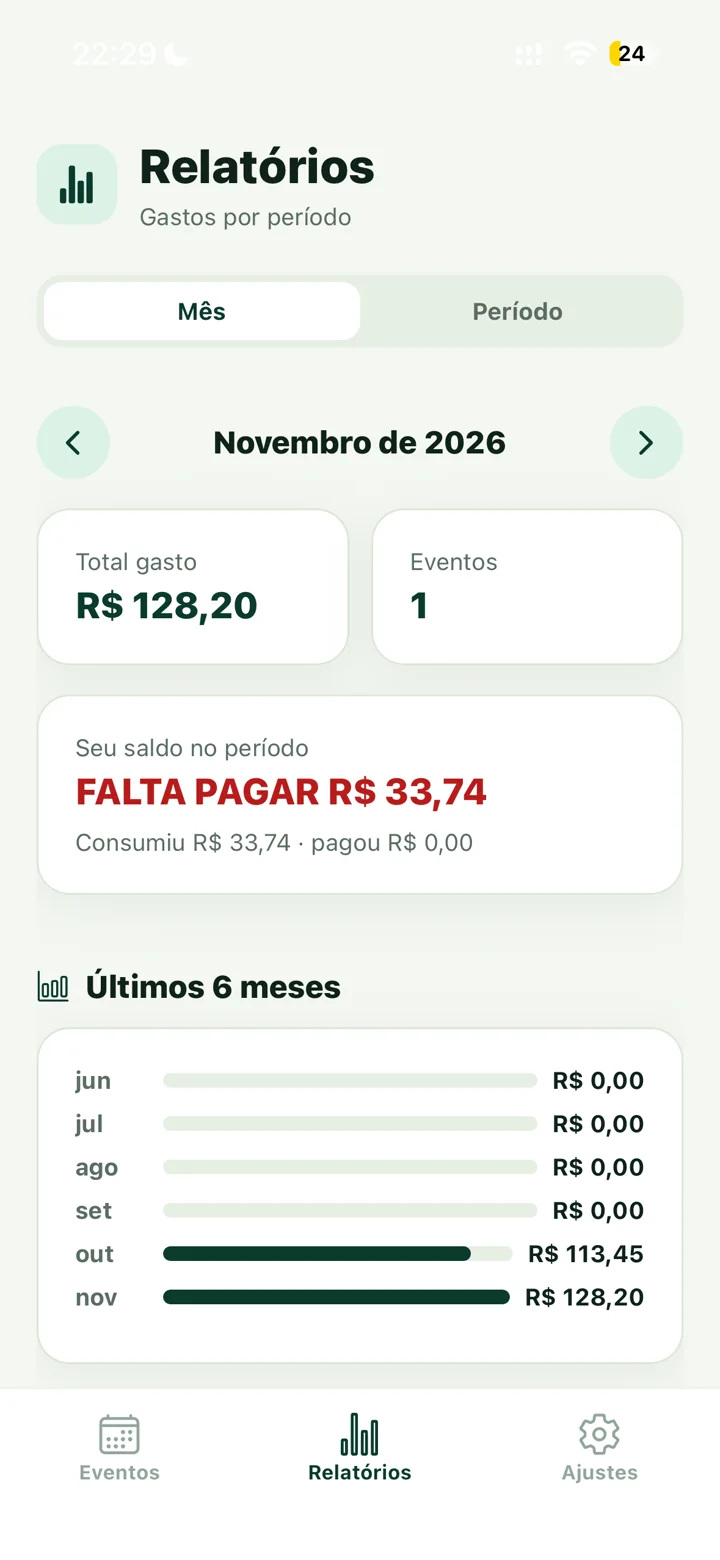 22:29
24
Relatórios
Gastos por período
Mês
Período
Novembro de 2026
Total gasto
R$ 128,20
Eventos
1
Seu saldo no período
FALTA PAGAR R$ 33,74
Consumiu R$ 33,74 · pagou R$ 0,00
Últimos 6 meses
jun R$ 0,00
jul R$ 0,00
ago R$ 0,00
set R$ 0,00
out R$ 113,45
nov R$ 128,20
Eventos
Relatórios
Ajustes